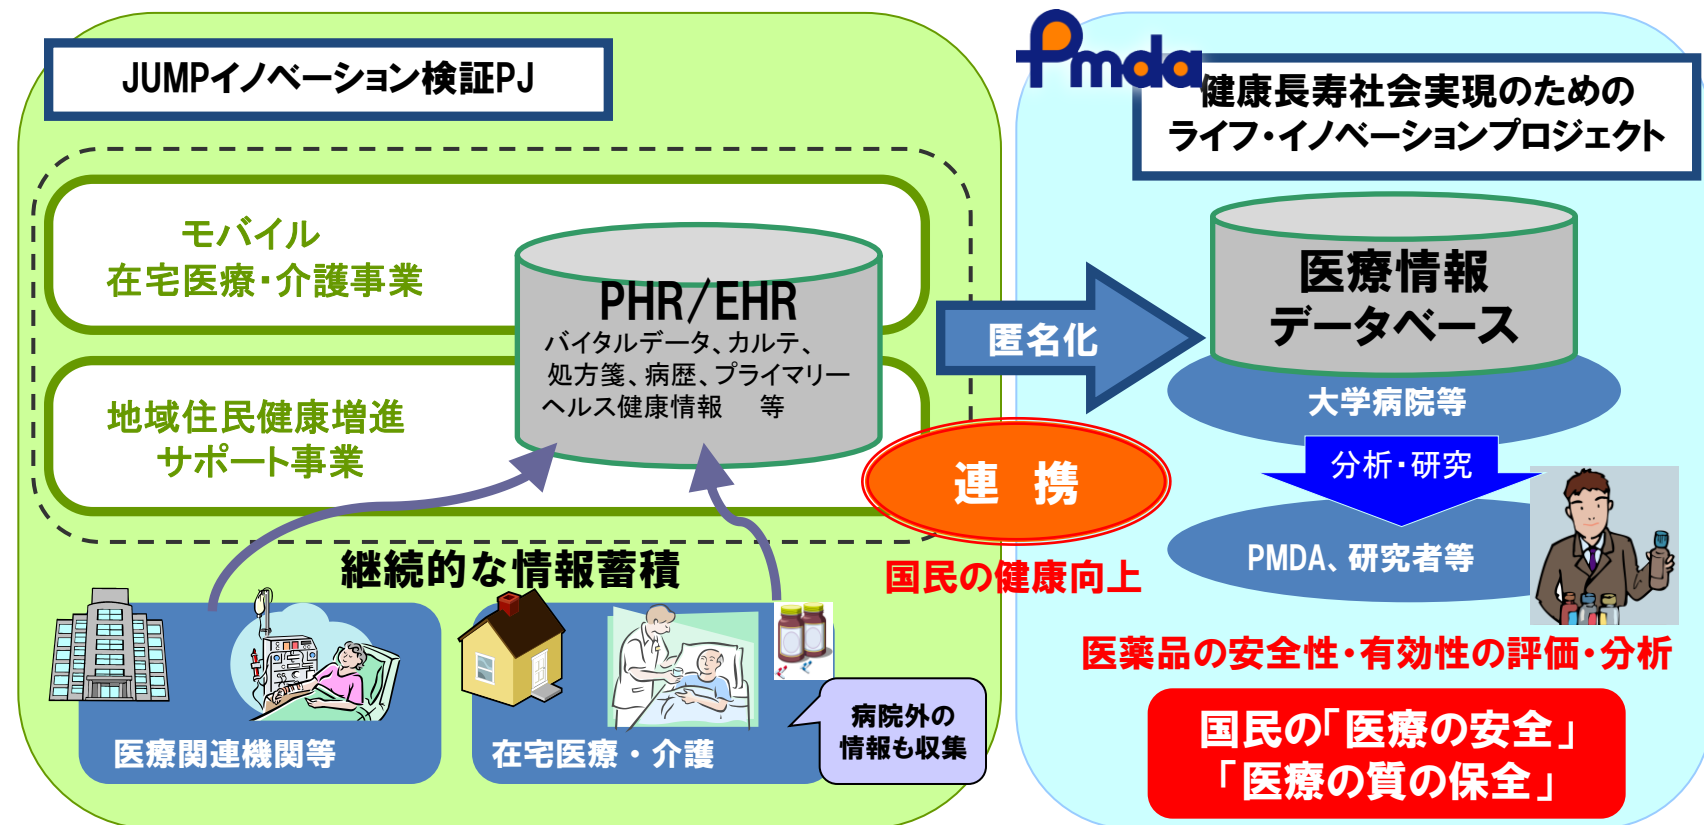 JUMPイノベーション検証PJ
モバイル
在宅医療・介護事業
地域住民健康増進
サポート事業
PHR/EHR
バイタルデータ、カルテ、
処方箋、病歴、プライマリー
ヘルス健康情報 等
継続的な情報蓄積
医療関連機関等
在宅医療・介護
病院外の
情報も収集
匿名化
連 携
国民の健康向上
Pmda
健康長寿社会実現のための
ライフ・イノベーションプロジェクト
医療情報
データベース
大学病院等
分析・研究
PMDA、研究者等
医薬品の安全性・有効性の評価・分析
国民の「医療の安全」
「医療の質の保全」